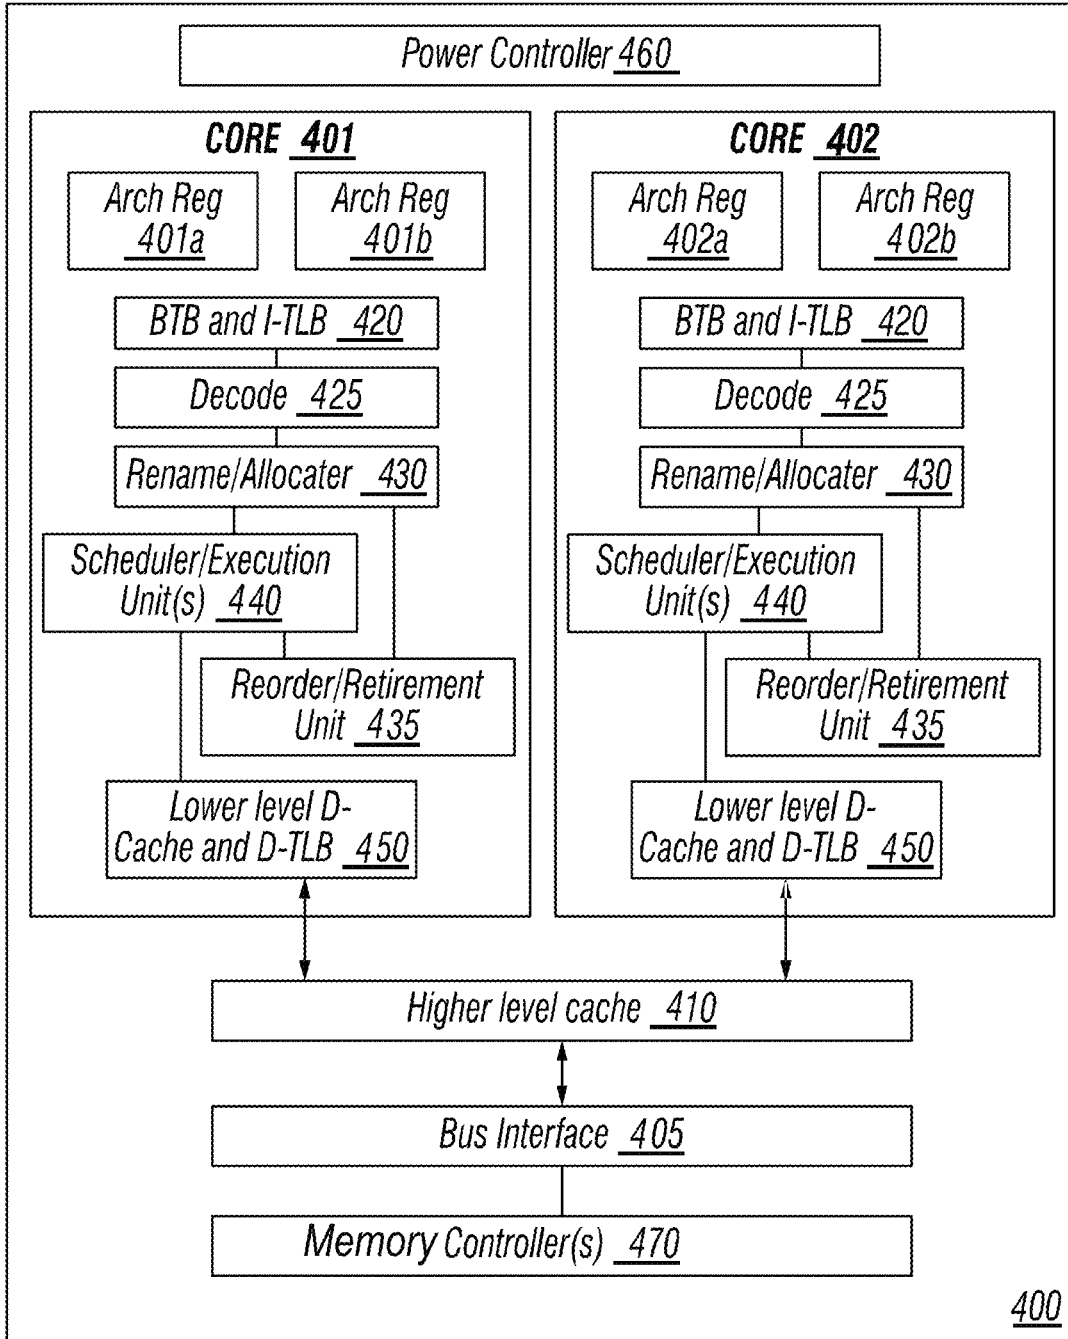 Power Controller 460
CORE 401
Arch Reg
401a
Arch Reg
401b
BTB and I-TLB 420
Decode 425
Rename/Allocater 430
Scheduler/Execution
Unit(s) 440
Reorder/Retirement
Unit 435
Lower level D-
Cache and D-TLB 450
CORE 402
Arch Reg
402a
Arch Reg
402b
BTB and I-TLB 420
Decode 425
Rename/Allocater 430
Scheduler/Execution
Unit(s) 440
Reorder/Retirement
Unit 435
Lower level D-
Cache and D-TLB 450
Higher level cache 410
Bus Interface 405
Memory Controller(s) 470
400